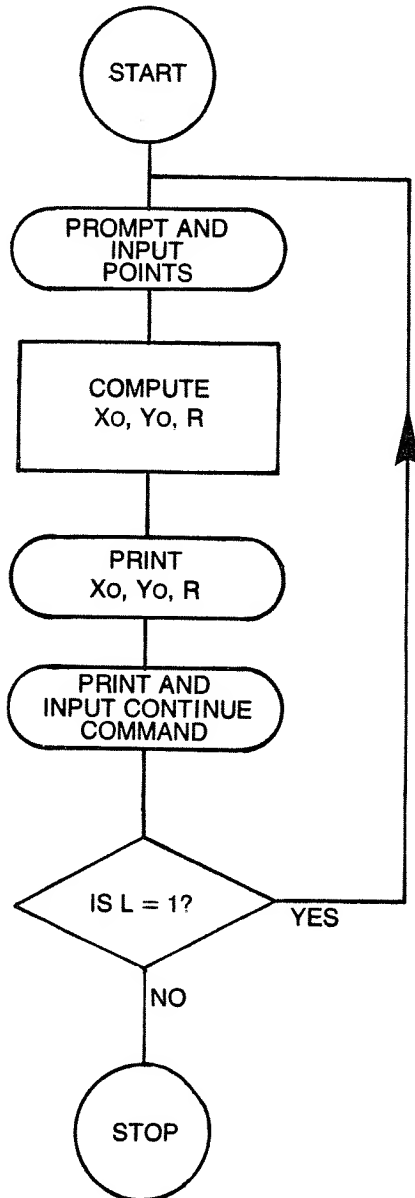 START
PROMPT AND
INPUT
POINTS
COMPUTE
Xo, Yo, R
PRINT
Xo, Yo, R
PRINT AND
INPUT CONTINUE
COMMAND
IS L = 1?
YES
NO
STOP